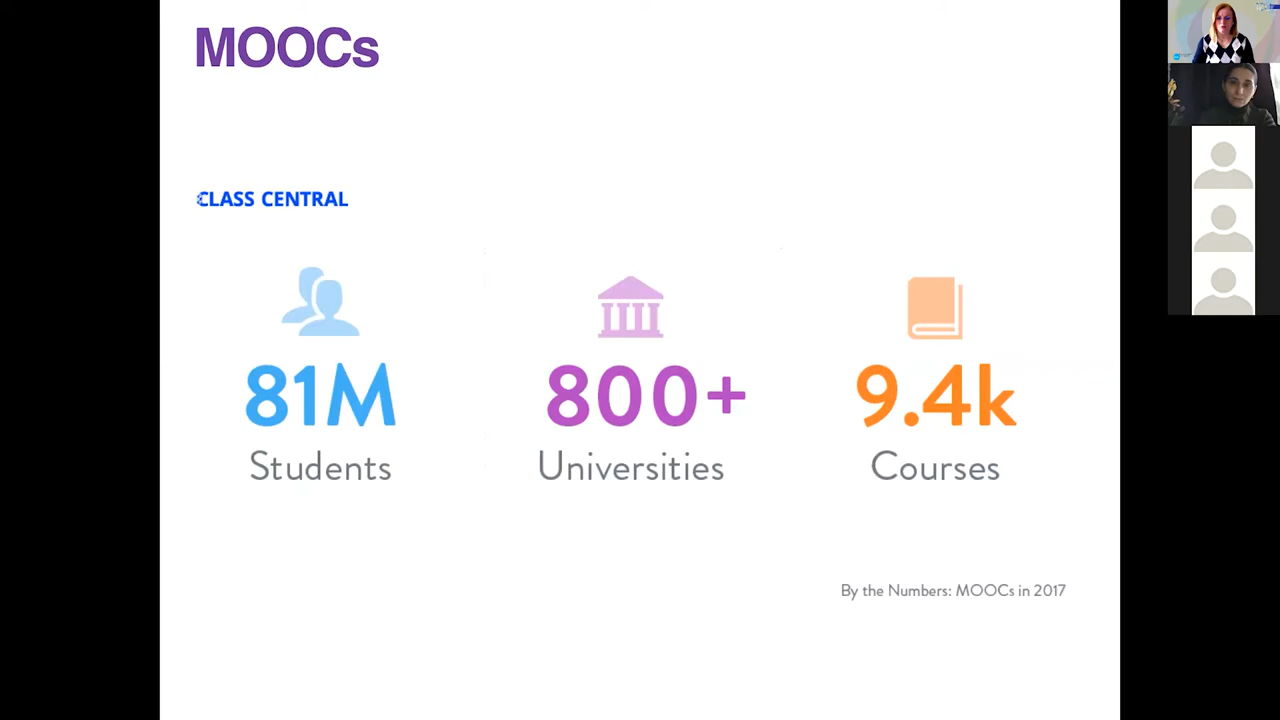 MOOCs
CLASS CENTRAL
81M
Students
800+
Universities
9.4k
Courses
By the Numbers: MOOCs in 2017